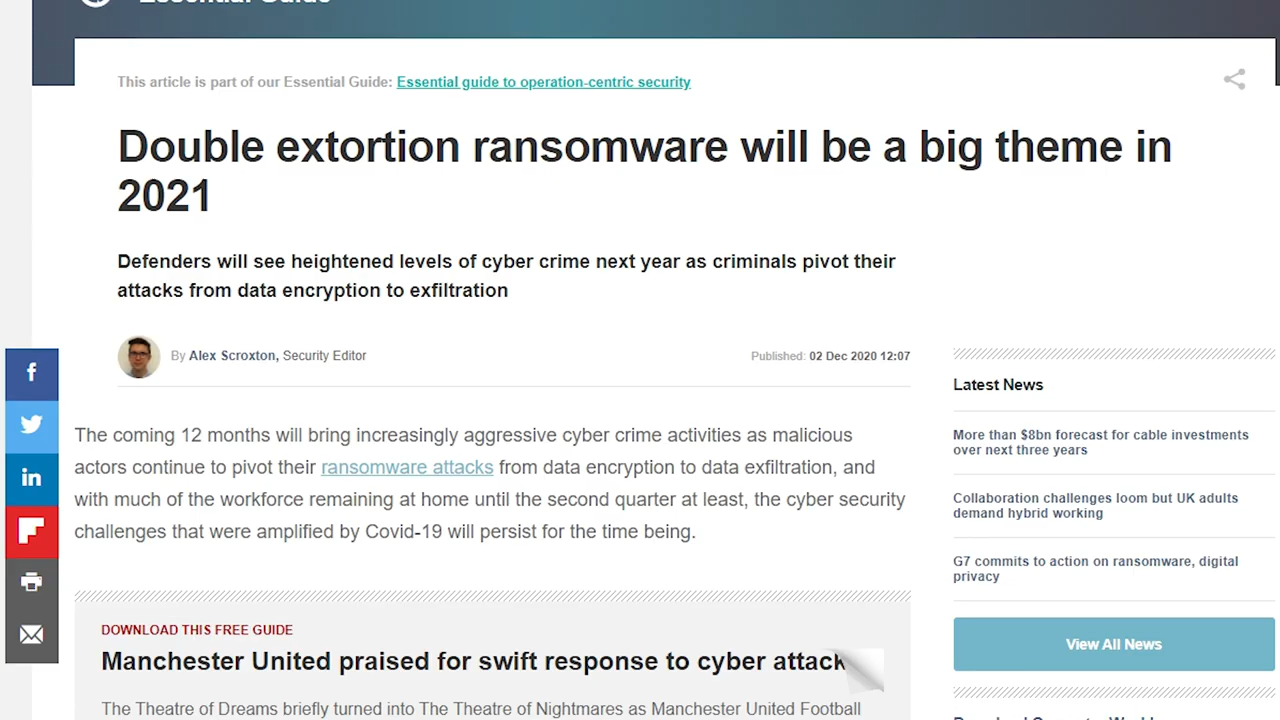 Essential Guide
This article is part of our Essential Guide: Essential guide to operation-centric security
Double extortion ransomware will be a big theme in
2021
Defenders will see heightened levels of cyber crime next year as criminals pivot their
attacks from data encryption to exfiltration
By Alex Scroxton, Security Editor
Published: 02 Dec 2020 12:07
The coming 12 months will bring increasingly aggressive cyber crime activities as malicious
actors continue to pivot their ransomware attacks from data encryption to data exfiltration, and
with much of the workforce remaining at home until the second quarter at least, the cyber security
challenges that were amplified by Covid-19 will persist for the time being.
DOWNLOAD THIS FREE GUIDE
Manchester United praised for swift response to cyber attack
The Theatre of Dreams briefly turned into The Theatre of Nightmares as Manchester United Football
Latest News
More than $8bn forecast for cable investments
over next three years
Collaboration challenges loom but UK adults
demand hybrid working
G7 commits to action on ransomware, digital
privacy
View All News